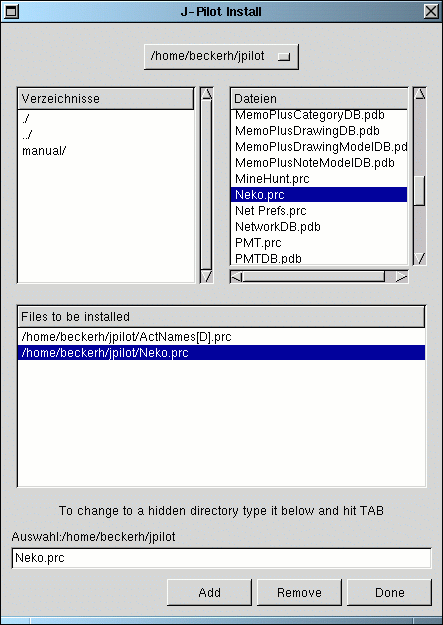 J-Pilot Install
/home/beckerh/jpilot
Verzeichnisse
./
../
manual/
Dateien
MemoPlusCategoryDB.pdb
MemoPlusDrawingDB.pdb
MemoPlusDrawingModelDB.pd
MemoPlusNoteModelDB.pdb
MineHunt.prc
Neko.prc
Net Prefs.prc
NetworkDB.pdb
PMT.prc
PMTDB.pdb
Files to be installed
/home/beckerh/jpilot/ActNames[D].prc
/home/beckerh/jpilot/Neko.prc
To change to a hidden directory type it below and hit TAB
Auswahl:/home/beckerh/jpilot
Neko.prc
Add
Remove
Done